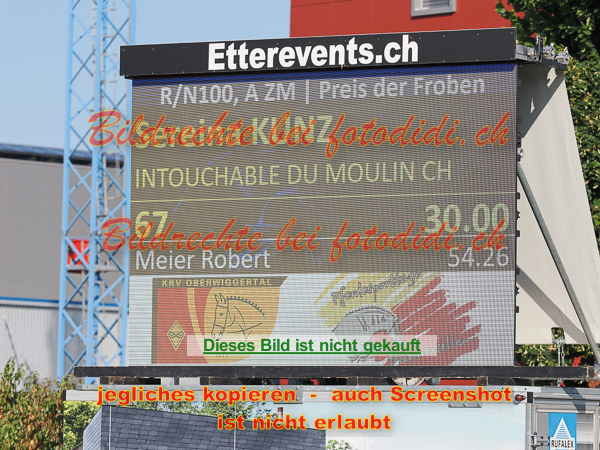 Etterevents.ch
R/N100, A ZM | Preis der Froben
KUNZ
Bildrechte bei fotodidi.ch
INTOUCHABLE DU MOULIN CH
67 30.00
Bildrechte bei fotodidi.ch
Meier Robert 54.26
KRV OBERWIGGERTAL
Dieses Bild ist nicht gekauft
jegliches kopieren - auch Screenshot
ist nicht erlaubt
RUFALEX